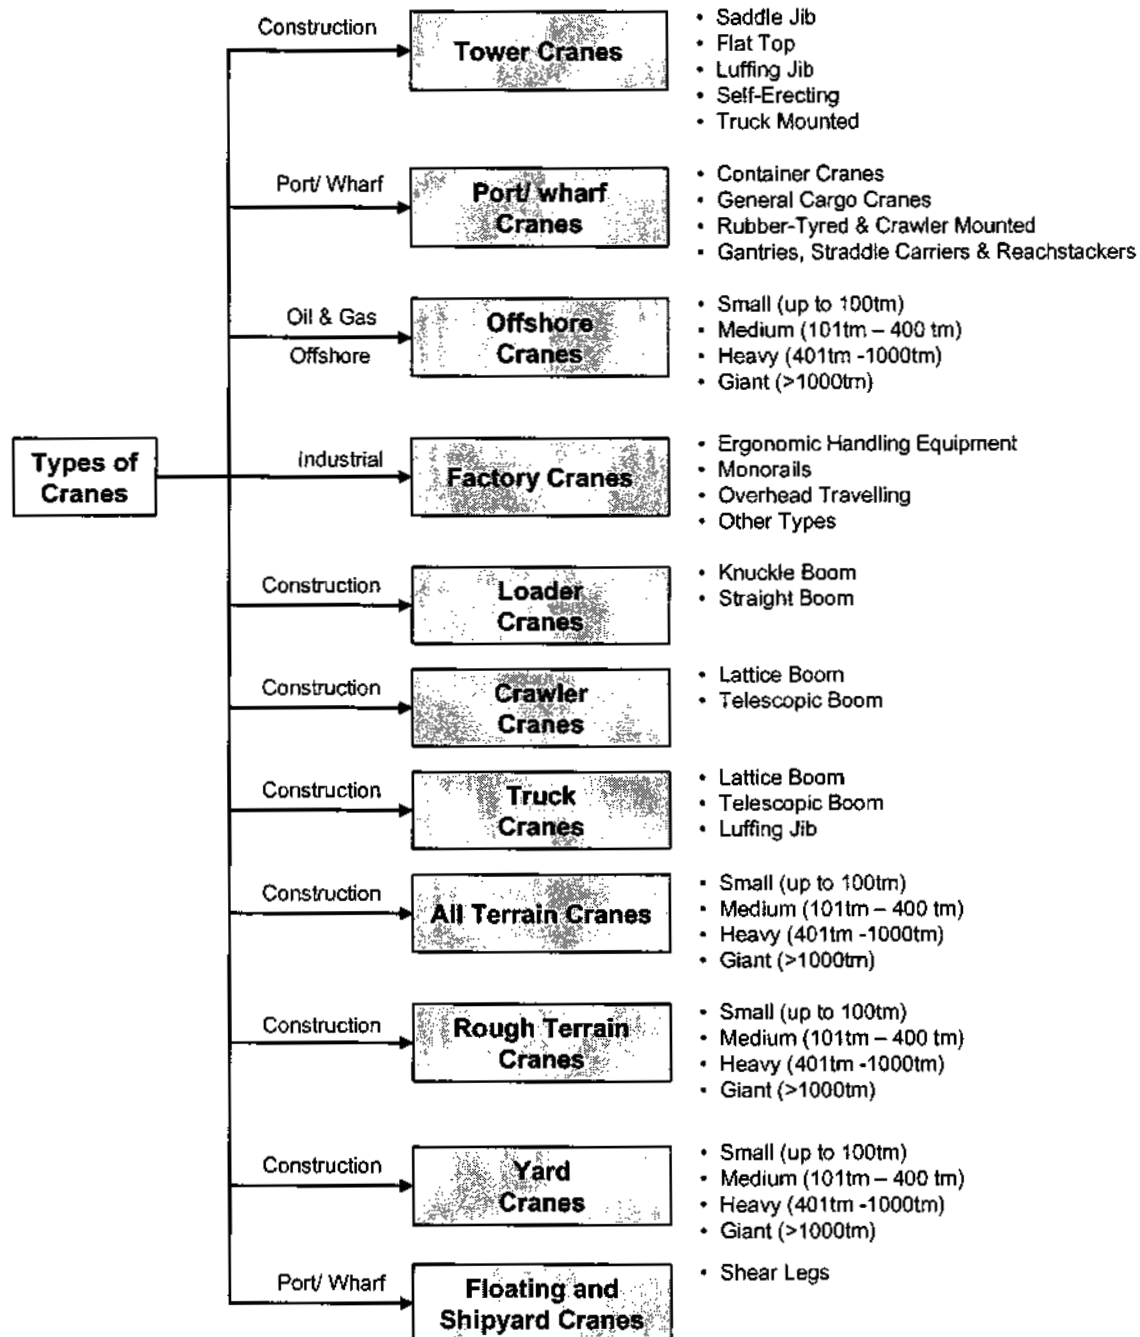 Construction
Tower Cranes
• Saddle Jib
• Flat Top
• Luffing Jib
• Self-Erecting
• Truck Mounted
Port/ Wharf
Port/ wharf
Cranes
• Container Cranes
• General Cargo Cranes
• Rubber-Tyred & Crawler Mounted
• Gantries, Straddle Carriers & Reachstackers
Oil & Gas
Offshore
Offshore
Cranes
• Small (up to 100tm)
• Medium (101tm – 400 tm)
• Heavy (401tm -1000tm)
• Giant (>1000tm)
Types of
Cranes
Industrial
Factory Cranes
• Ergonomic Handling Equipment
• Monorails
• Overhead Travelling
• Other Types
Construction
Loader
Cranes
• Knuckle Boom
• Straight Boom
Construction
Crawler
Cranes
• Lattice Boom
• Telescopic Boom
Construction
Truck
Cranes
• Lattice Boom
• Telescopic Boom
• Luffing Jib
Construction
All Terrain Cranes
• Small (up to 100tm)
• Medium (101tm – 400 tm)
• Heavy (401tm -1000tm)
• Giant (>1000tm)
Construction
Rough Terrain
Cranes
• Small (up to 100tm)
• Medium (101tm – 400 tm)
• Heavy (401tm -1000tm)
• Giant (>1000tm)
Construction
Yard
Cranes
• Small (up to 100tm)
• Medium (101tm – 400 tm)
• Heavy (401tm -1000tm)
• Giant (>1000tm)
Port/ Wharf
Floating and
Shipyard Cranes
• Shear Legs